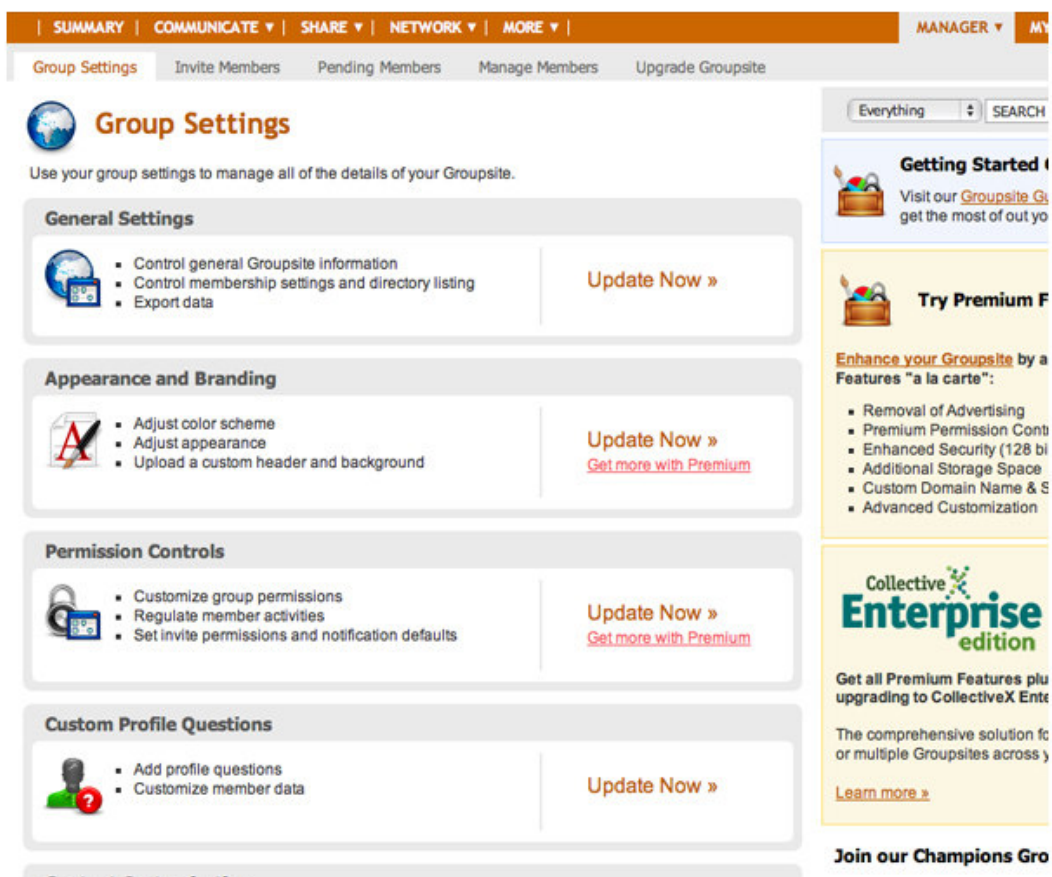 | SUMMARY | COMMUNICATE ▼ | SHARE ▼ | NETWORK ▼ | MORE ▼ |
MANAGER ▼ MY
Group Settings Invite Members Pending Members Manage Members Upgrade Groupsite
Group Settings
Use your group settings to manage all of the details of your Groupsite.
General Settings
Control general Groupsite information
Control membership settings and directory listing
Export data
Update Now »
Appearance and Branding
Adjust color scheme
Adjust appearance
Upload a custom header and background
Update Now »
Get more with Premium
Permission Controls
Customize group permissions
Regulate member activities
Set invite permissions and notification defaults
Update Now »
Get more with Premium
Custom Profile Questions
Add profile questions
Customize member data
Update Now »
Everything SEARCH
Getting Started
Visit our Groupsite Gu
get the most of out yo
Try Premium F
Enhance your Groupsite by a
Features "a la carte":
Removal of Advertising
Premium Permission Contr
Enhanced Security (128 bi
Additional Storage Space
Custom Domain Name & S
Advanced Customization
Collective
Enterprise
edition
Get all Premium Features plu
upgrading to CollectiveX Ente
The comprehensive solution fo
or multiple Groupsites across y
Learn more »
Join our Champions Gro